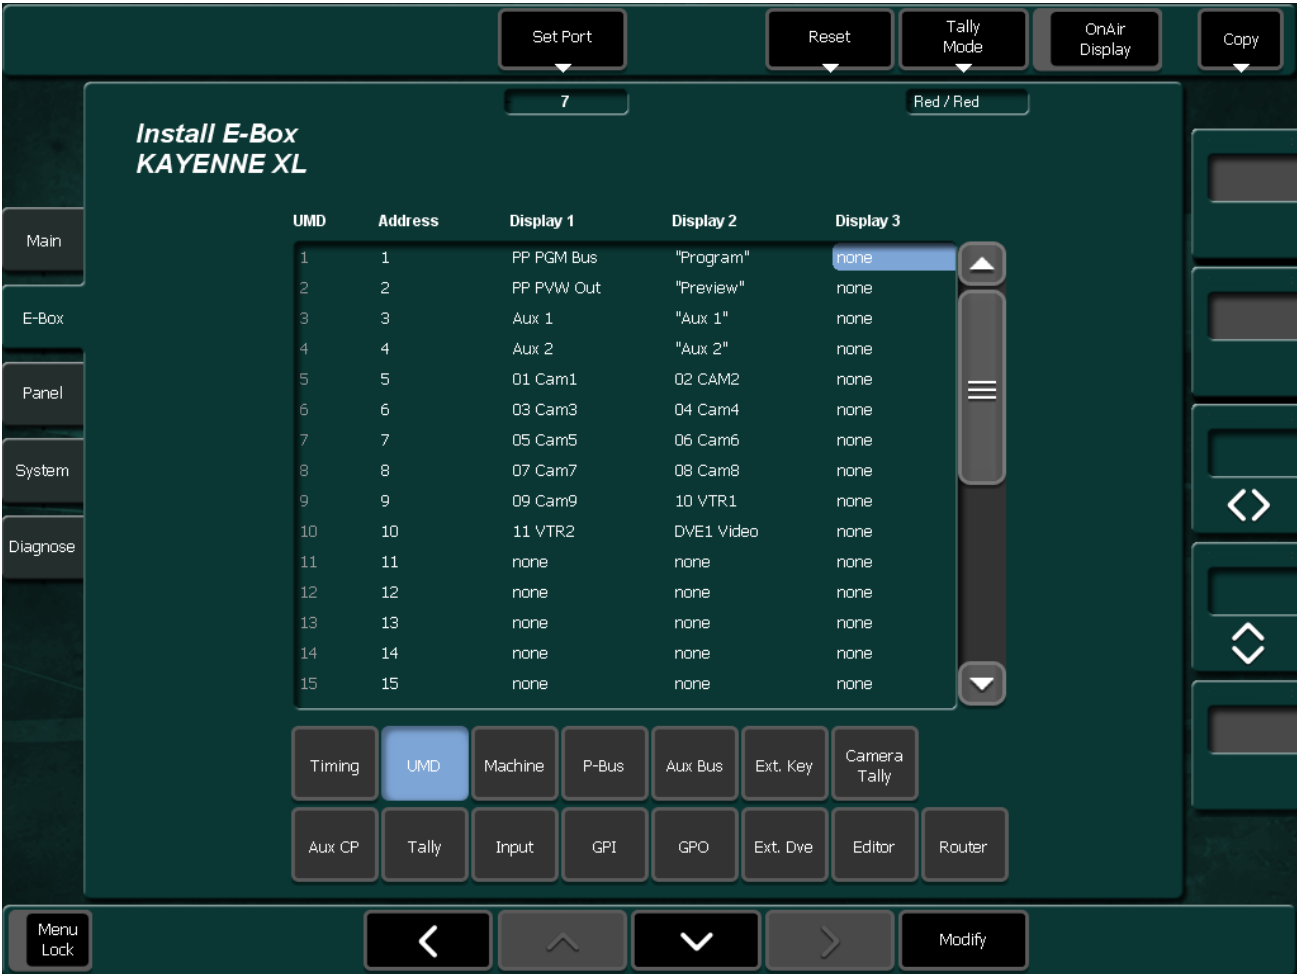 Set Port
Reset
Tally
Mode
OnAir
Display
Copy
7
Red / Red
Install E-Box
KAYENNE XL
Main
E-Box
Panel
System
Diagnose
UMD Address Display 1 Display 2 Display 3
1 1 PP PGM Bus "Program" none
2 2 PP PVW Out "Preview" none
3 3 Aux 1 "Aux 1" none
4 4 Aux 2 "Aux 2" none
5 5 01 Cam1 02 CAM2 none
6 6 03 Cam3 04 Cam4 none
7 7 05 Cam5 06 Cam6 none
8 8 07 Cam7 08 Cam8 none
9 9 09 Cam9 10 VTR1 none
10 10 11 VTR2 DVE1 Video none
11 11 none none none
12 12 none none none
13 13 none none none
14 14 none none none
15 15 none none none
Timing UMD Machine P-Bus Aux Bus Ext. Key Camera
Tally
Aux CP Tally Input GPI GPO Ext. Dve Editor Router
Menu
Lock
Modify